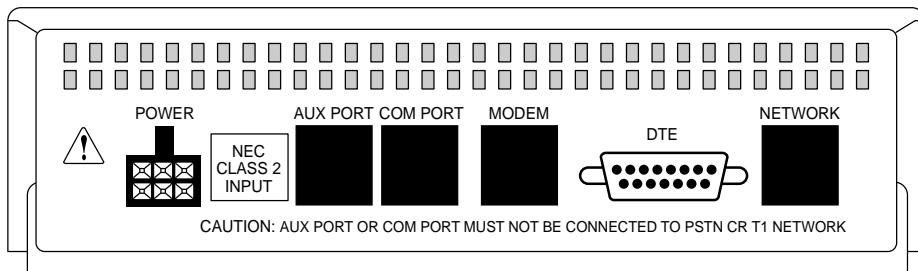 POWER
AUX PORT
COM PORT
MODEM
DTE
NETWORK
NEC
CLASS 2
INPUT
CAUTION: AUX PORT OR COM PORT MUST NOT BE CONNECTED TO PSTN CR T1 NETWORK